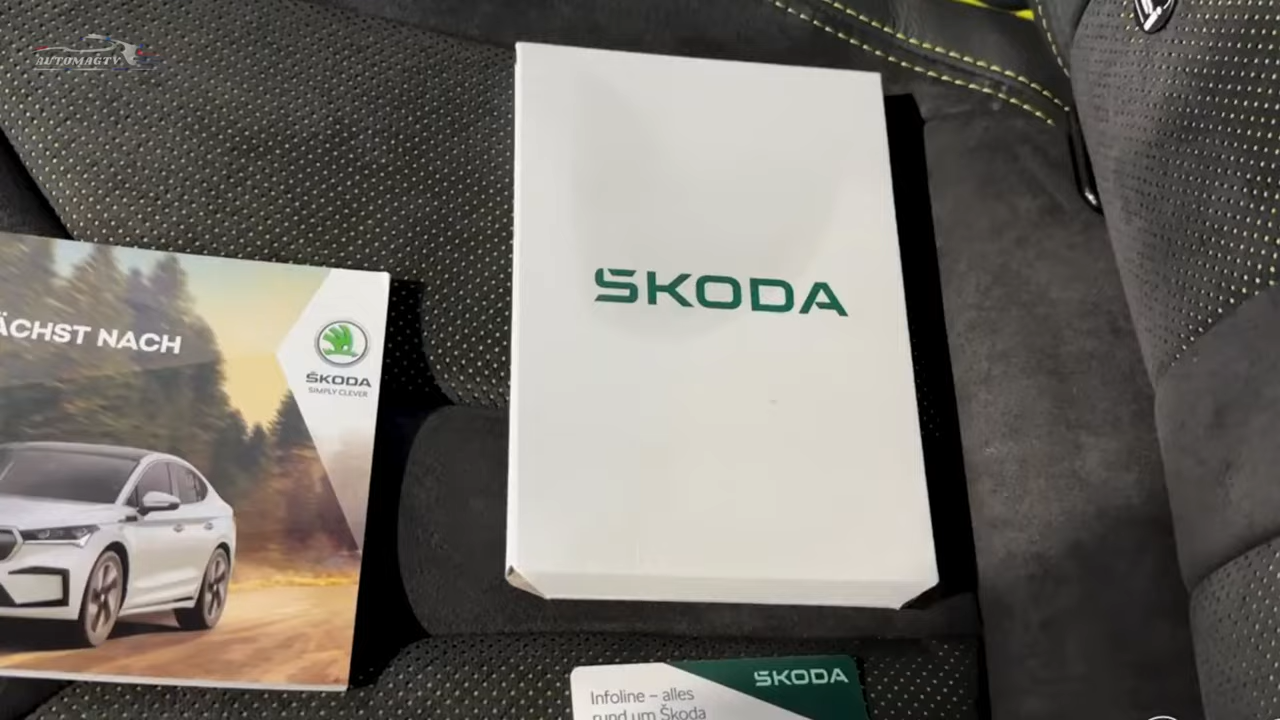 AUTOMAGTV
ŠKODA
ÄCHST NACH
ŠKODA
SIMPLY CLEVER
ŠKODA
Infoline – alles
rund um Škoda